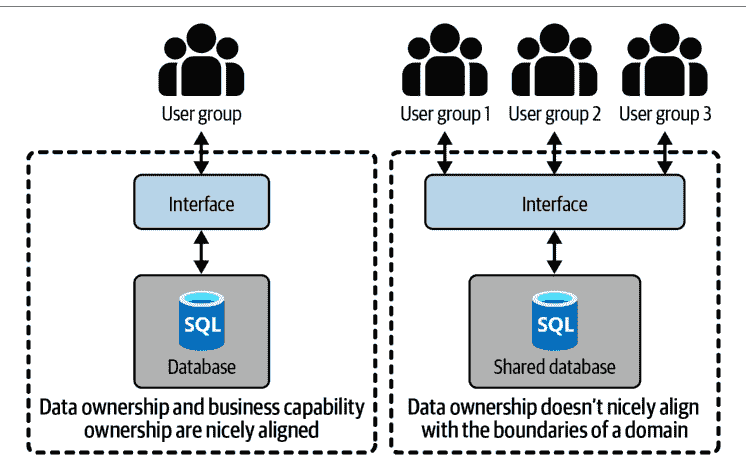 User group
User group 1
User group 2
User group 3
Interface
Interface
SQL
Database
SQL
Shared database
Data ownership and business capability
ownership are nicely aligned
Data ownership doesn't nicely align
with the boundaries of a domain